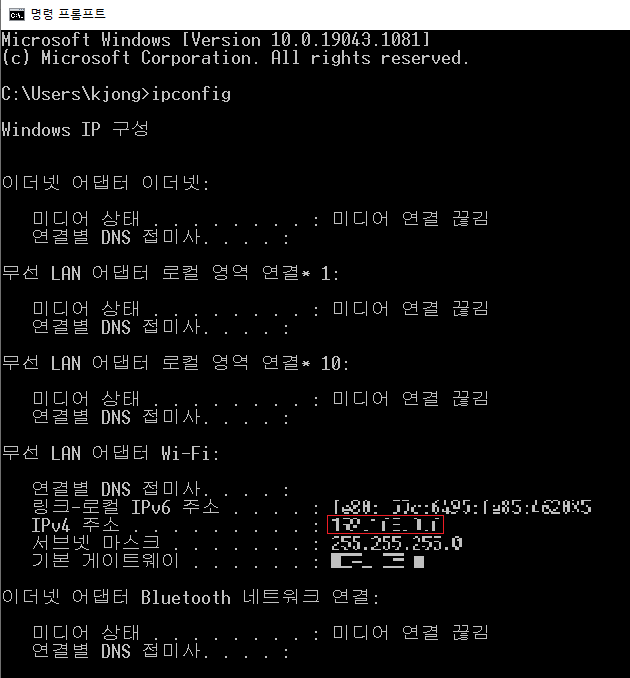 명령 프롬프트
Microsoft Windows [Version 10.0.19043.1081]
(c) Microsoft Corporation. All rights reserved.
C:\Users\kjong>ipconfig
Windows IP 구성
이더넷 어댑터 이더넷:
미디어 상태 . . . . . . . . : 미디어 연결 끊김
연결별 DNS 접미사. . . . :
무선 LAN 어댑터 로컬 영역 연결* 1:
미디어 상태 . . . . . . . . : 미디어 연결 끊김
연결별 DNS 접미사. . . . :
무선 LAN 어댑터 로컬 영역 연결* 10:
미디어 상태 . . . . . . . . : 미디어 연결 끊김
연결별 DNS 접미사. . . . :
무선 LAN 어댑터 Wi-Fi:
연결별 DNS 접미사. . . . :
링크-로컬 IPv6 주소 . . . . :
IPv4 주소 . . . . . . . . . :
서브넷 마스크 . . . . . . . : 255.255.255.0
기본 게이트웨이 . . . . . . :
이더넷 어댑터 Bluetooth 네트워크 연결:
미디어 상태 . . . . . . . . : 미디어 연결 끊김
연결별 DNS 접미사. . . . :